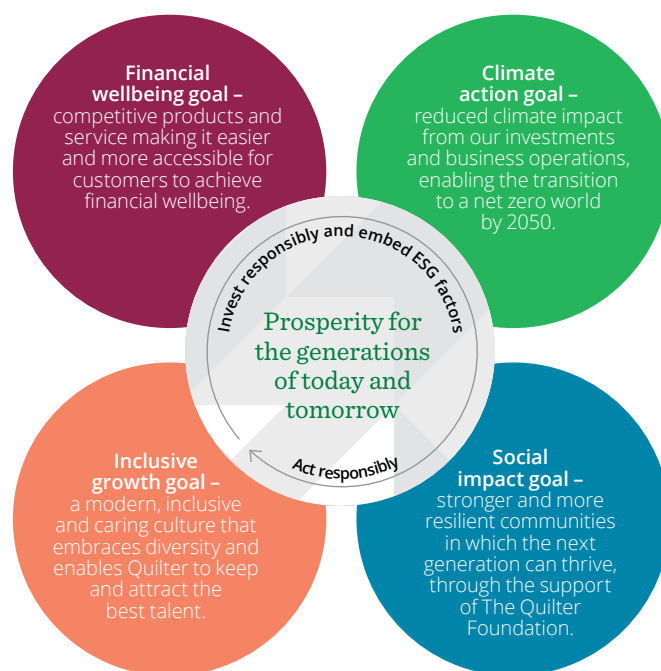 Financial
wellbeing goal –
competitive products and
service making it easier
and more accessible for
customers to achieve
financial wellbeing.
Climate
action goal –
reduced climate impact
from our investments
and business operations,
enabling the transition
to a net zero world
by 2050.
Invest responsibly and embed ESG factors
Prosperity for
the generations
of today and
tomorrow
Act responsibly
Inclusive
growth goal –
a modern, inclusive
and caring culture that
embraces diversity and
enables Quilter to keep
and attract the
best talent.
Social
impact goal –
stronger and more
resilient communities
in which the next
generation can thrive,
through the support
of The Quilter
Foundation.